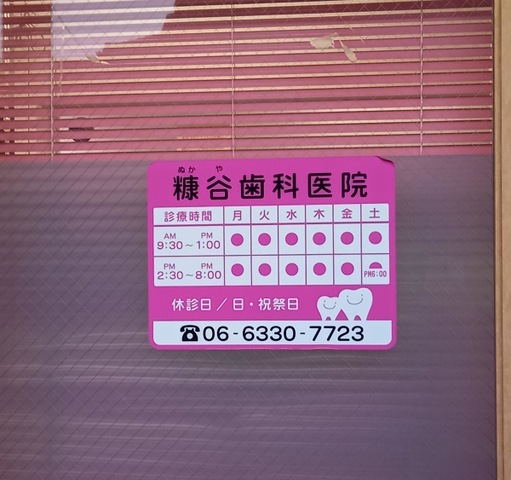 ぬか や
糠谷歯科医院
診療時間 月 火 水 木 金 土
AM PM
9:30～1:00 ● ● ● ● ● ●
PM PM
2:30～8:00 ● ● ● ● ● PM6:00
休診日／日・祝祭日
☎06-6330-7723